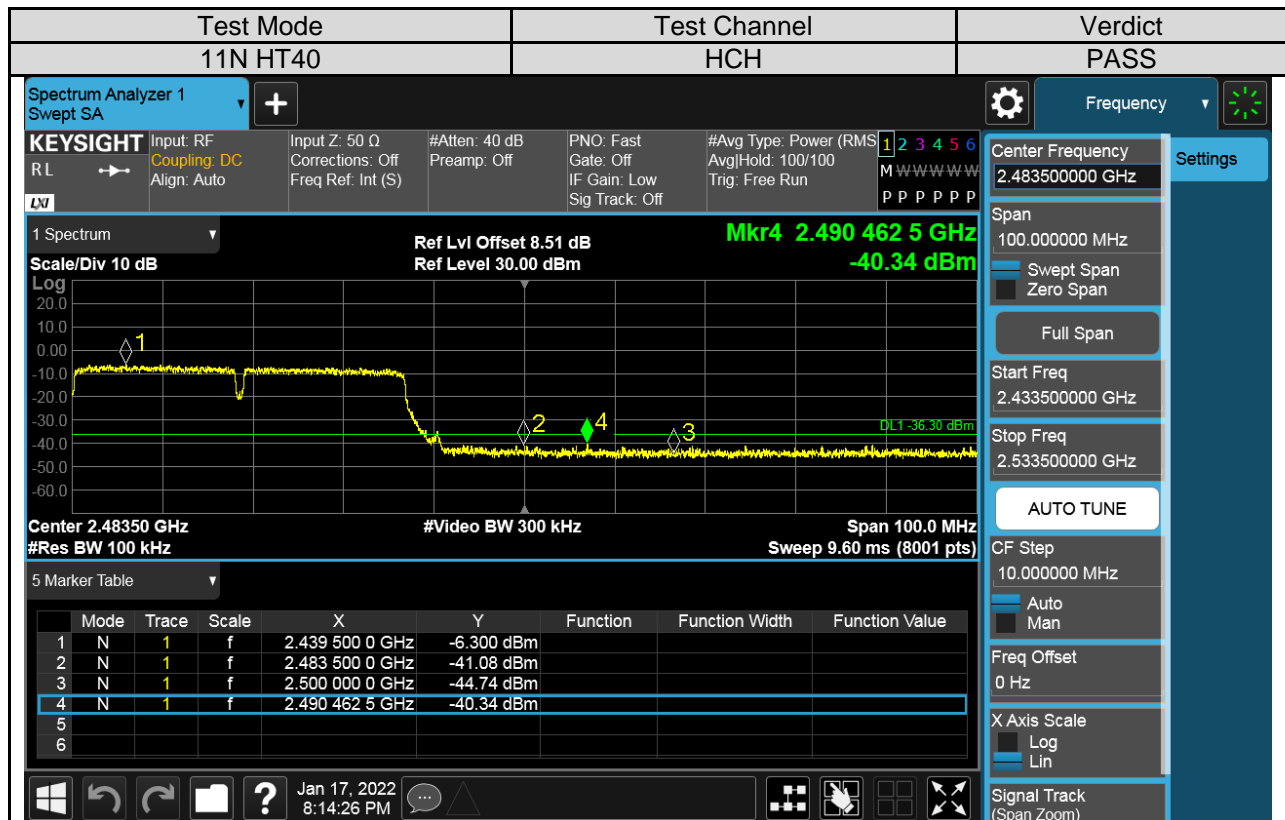 Test Mode Test Channel Verdict
11N HT40 HCH PASS
Spectrum Analyzer 1
Swept SA
+
Frequency
KEYSIGHT
RL
LXI
Input: RF
Coupling: DC
Align: Auto
Input Z: 50 Ω
Corrections: Off
Freq Ref: Int (S)
#Atten: 40 dB
Preamp: Off
PNO: Fast
Gate: Off
IF Gain: Low
Sig Track: Off
#Avg Type: Power (RMS
Avg|Hold: 100/100
Trig: Free Run
1 2 3 4 5 6
M W W W W W
P P P P P P
1 Spectrum
Scale/Div 10 dB
Ref Lvl Offset 8.51 dB
Ref Level 30.00 dBm
Mkr4 2.490 462 5 GHz
-40.34 dBm
Log
20.0
10.0
0.00
-10.0
-20.0
-30.0
-40.0
-50.0
-60.0
1
2
4
3
DL1 -36.30 dBm
Center 2.48350 GHz #Video BW 300 kHz Span 100.0 MHz
#Res BW 100 kHz Sweep 9.60 ms (8001 pts)
5 Marker Table
Mode Trace Scale X Y Function Function Width Function Value
1 N 1 f 2.439 500 0 GHz -6.300 dBm
2 N 1 f 2.483 500 0 GHz -41.08 dBm
3 N 1 f 2.500 000 0 GHz -44.74 dBm
4 N 1 f 2.490 462 5 GHz -40.34 dBm
5
6
?
Jan 17, 2022
8:14:26 PM
Center Frequency
2.483500000 GHz
Settings
Span
100.000000 MHz
Swept Span
Zero Span
Full Span
Start Freq
2.433500000 GHz
Stop Freq
2.533500000 GHz
AUTO TUNE
CF Step
10.000000 MHz
Auto
Man
Freq Offset
0 Hz
X Axis Scale
Log
Lin
Signal Track
(Span Zoom)